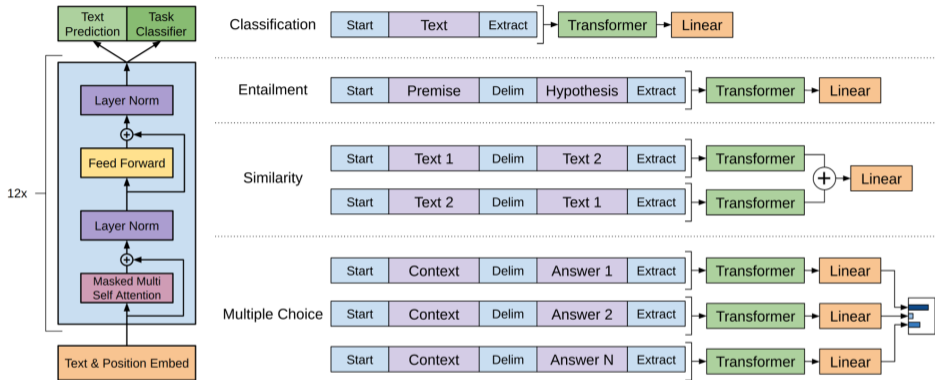 Text
Prediction
Task
Classifier
Layer Norm
+
Feed Forward
12x
Layer Norm
+
Masked Multi
Self Attention
Text & Position Embed
Classification
Start Text Extract Transformer Linear
Entailment
Start Premise Delim Hypothesis Extract Transformer Linear
Similarity
Start Text 1 Delim Text 2 Extract Transformer
+ Linear
Start Text 2 Delim Text 1 Extract Transformer
Multiple Choice
Start Context Delim Answer 1 Extract Transformer Linear
Start Context Delim Answer 2 Extract Transformer Linear
Start Context Delim Answer N Extract Transformer Linear